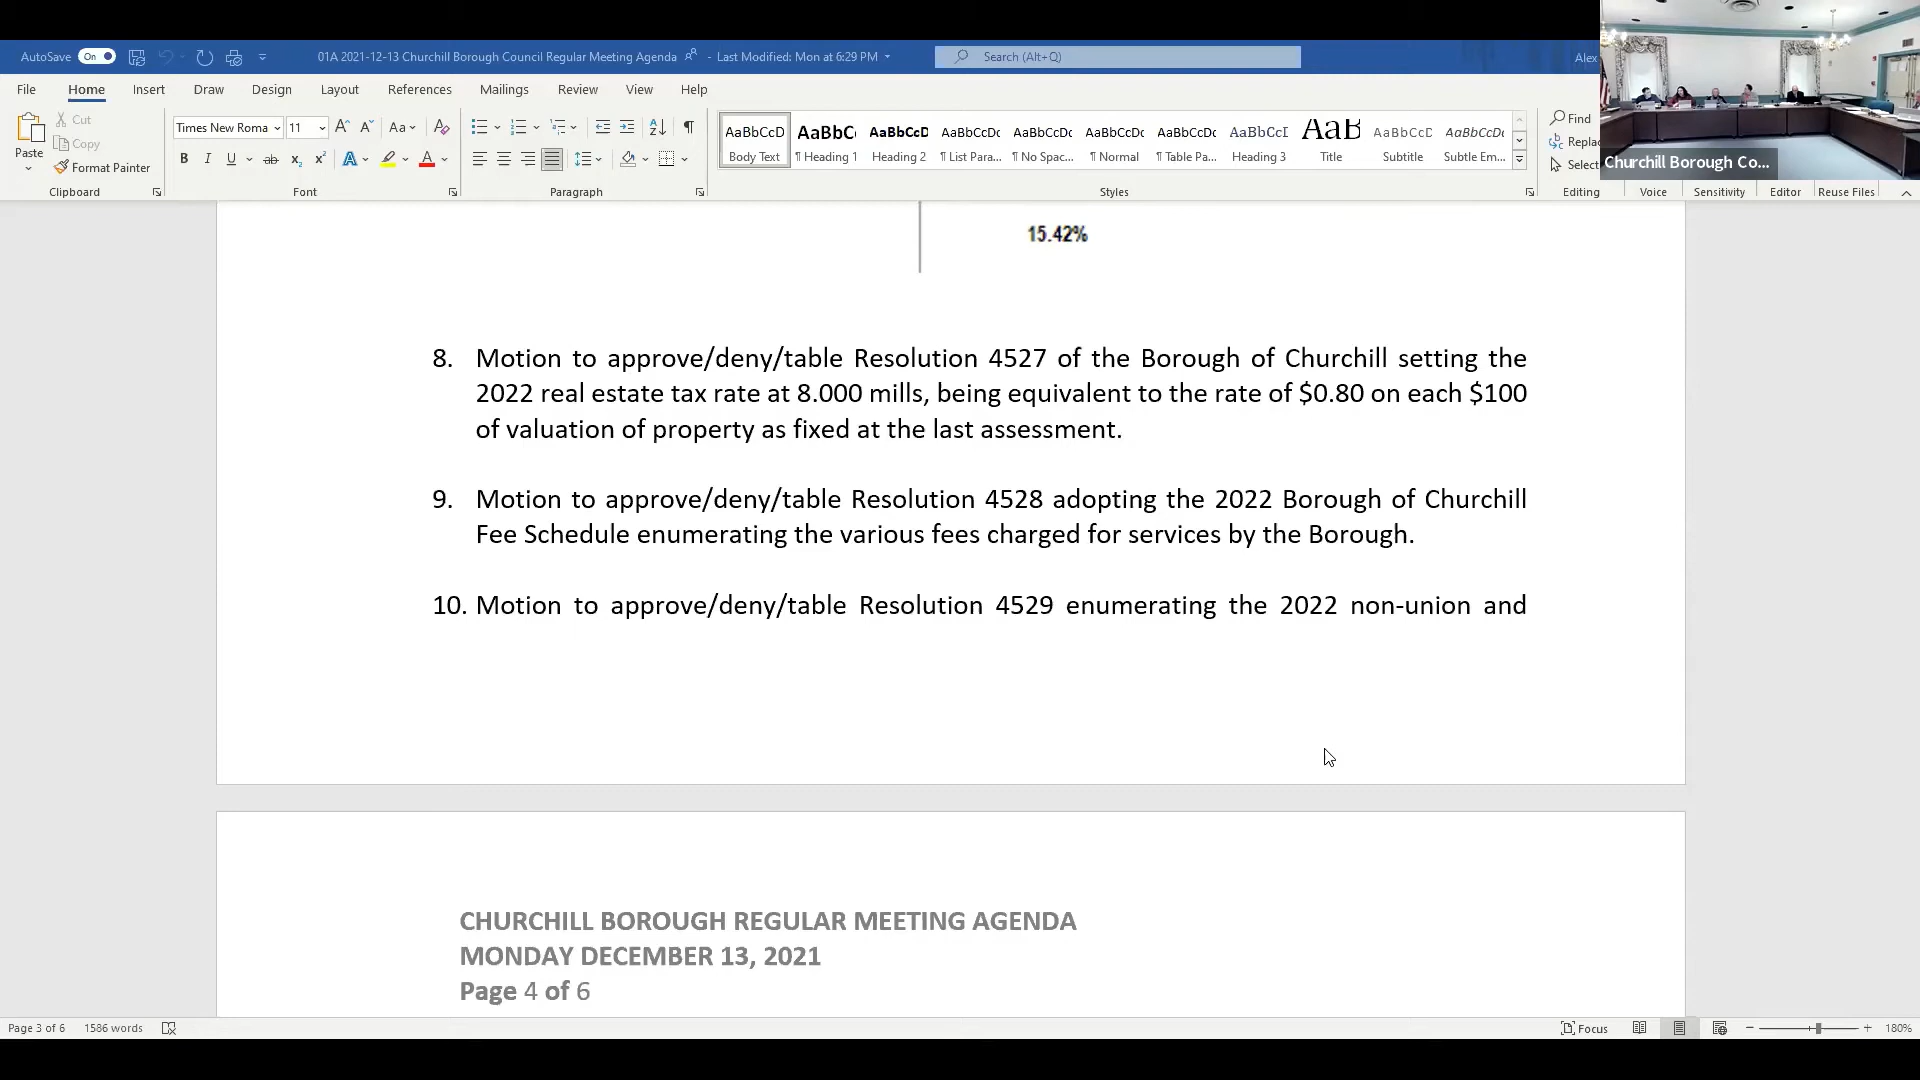 AutoSave On 01A 2021-12-13 Churchill Borough Council Regular Meeting Agenda - Last Modified: Mon at 6:29 PM Search (Alt+Q) Alex
File Home Insert Draw Design Layout References Mailings Review View Help
Paste Cut Copy Format Painter
Times New Roma 11
AaBbCcD AaBbC AaBbCcD AaBbCcDc AaBbCcDc AaBbCcDc AaBbCcDc AaBbCcI AaB AaBbCcD AaBbCcDc
Body Text ¶ Heading 1 Heading 2 ¶ List Para... ¶ No Spac... ¶ Normal ¶ Table Pa... Heading 3 Title Subtitle Subtle Em...
Find
Replac
Select
Churchill Borough Co...
Clipboard Font Paragraph Styles Editing Voice Sensitivity Editor Reuse Files
15.42%
8. Motion to approve/deny/table Resolution 4527 of the Borough of Churchill setting the
2022 real estate tax rate at 8.000 mills, being equivalent to the rate of $0.80 on each $100
of valuation of property as fixed at the last assessment.
9. Motion to approve/deny/table Resolution 4528 adopting the 2022 Borough of Churchill
Fee Schedule enumerating the various fees charged for services by the Borough.
10. Motion to approve/deny/table Resolution 4529 enumerating the 2022 non-union and
CHURCHILL BOROUGH REGULAR MEETING AGENDA
MONDAY DECEMBER 13, 2021
Page 4 of 6
Page 3 of 6 1586 words Focus 180%